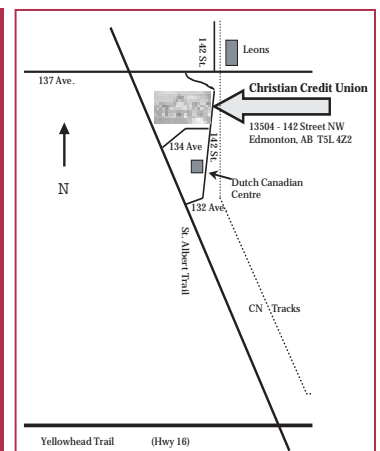 142 St.
Leons
137 Ave.
Christian Credit Union
13504 - 142 Street NW
Edmonton, AB T5L 4Z2
134 Ave
142 St.
N
Dutch Canadian
Centre
132 Ave
St. Albert Trail
CN Tracks
Yellowhead Trail (Hwy 16)